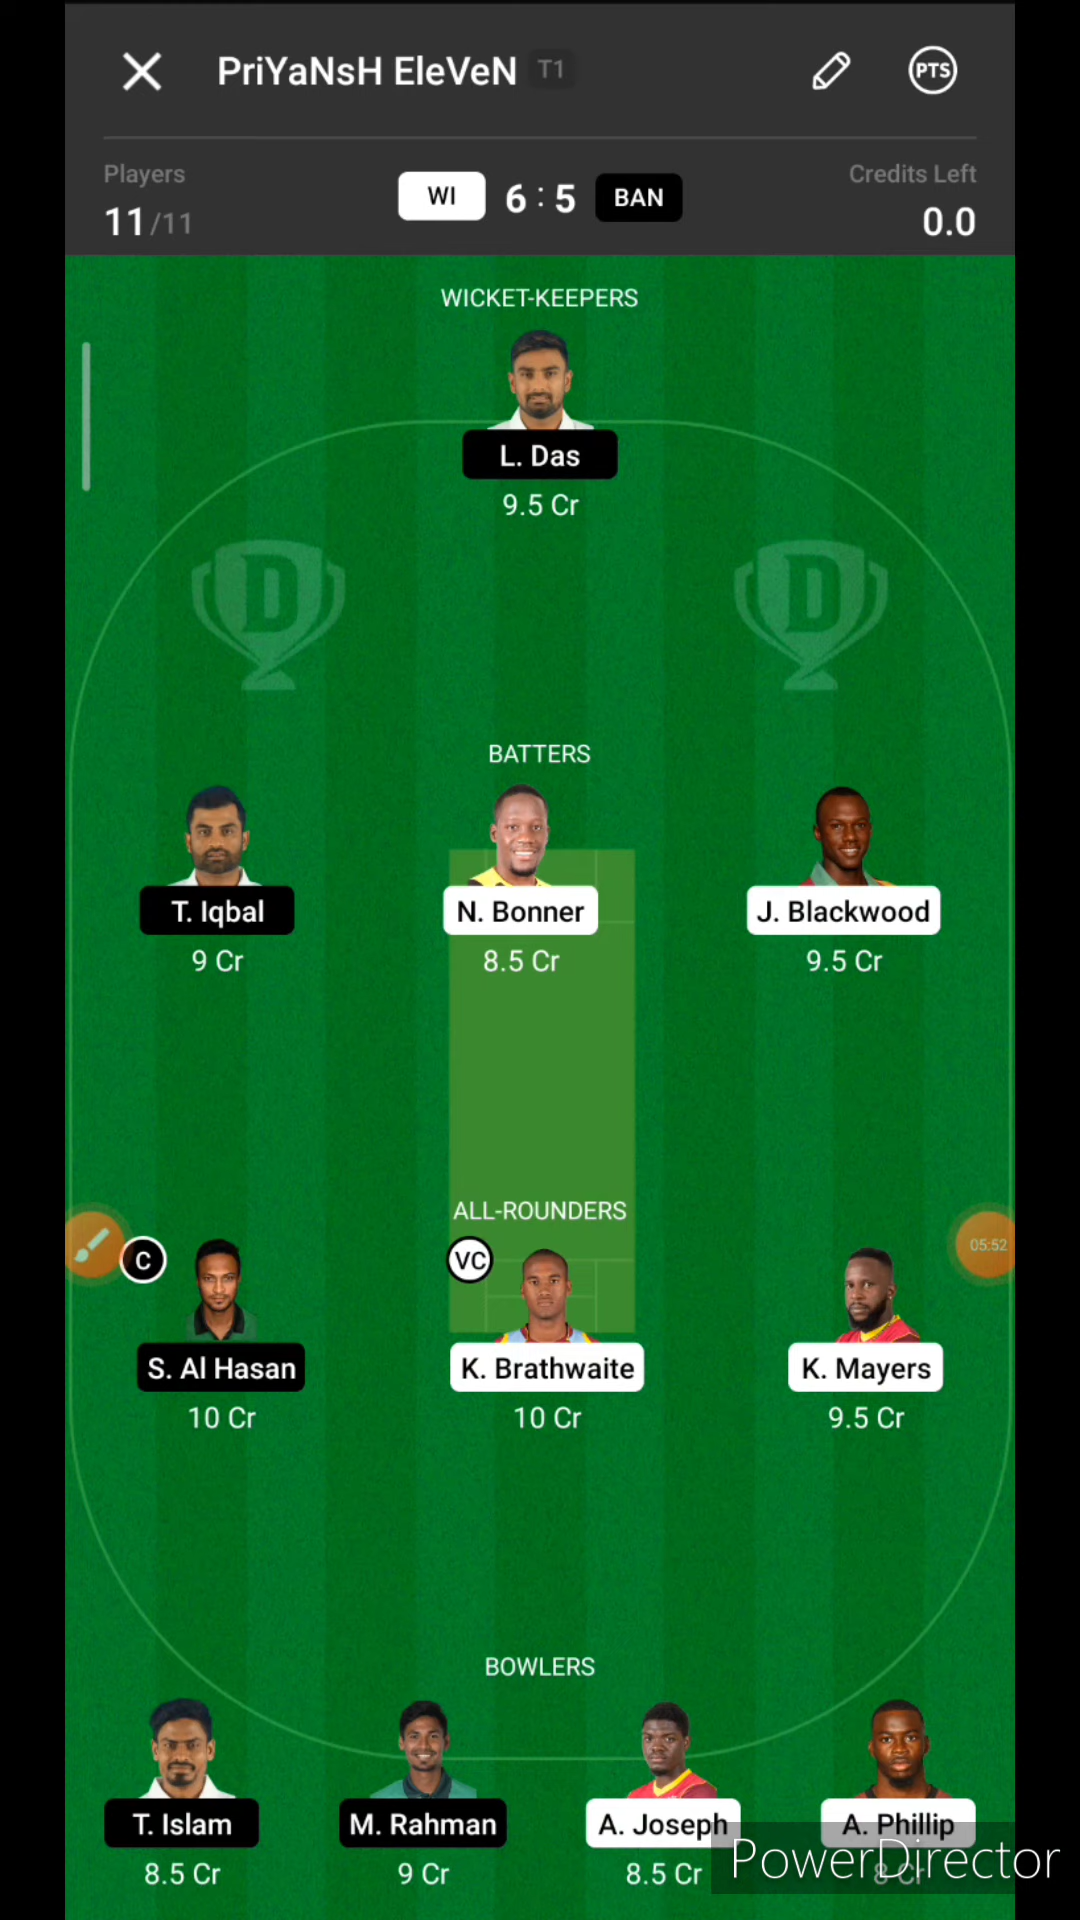 PriYaNsH EleVeN T1
PTS
Players
Credits Left
11/11
WI 6 : 5 BAN
0.0
WICKET-KEEPERS
L. Das
9.5 Cr
D D
BATTERS
T. Iqbal N. Bonner J. Blackwood
9 Cr 8.5 Cr 9.5 Cr
ALL-ROUNDERS
C VC 05:52
S. Al Hasan K. Brathwaite K. Mayers
10 Cr 10 Cr 9.5 Cr
BOWLERS
T. Islam M. Rahman A. Joseph A. Phillip
8.5 Cr 9 Cr 8.5 Cr 8 Cr
PowerDirector